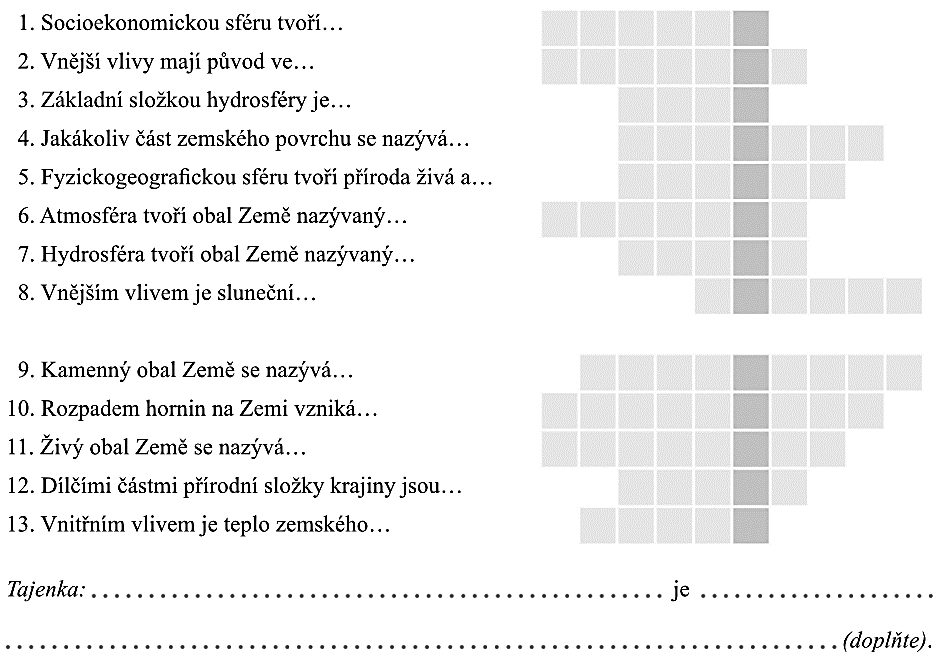 1. Socioekonomickou sféru tvoří…
2. Vnější vlivy mají původ ve…
3. Základní složkou hydrosféry je…
4. Jakákoliv část zemského povrchu se nazývá…
5. Fyzickogeografickou sféru tvoří příroda živá a…
6. Atmosféra tvoří obal Země nazývaný…
7. Hydrosféra tvoří obal Země nazývaný…
8. Vnějším vlivem je sluneční…
9. Kamenný obal Země se nazývá…
10. Rozpadem hornin na Zemi vzniká…
11. Živý obal Země se nazývá…
12. Dílčími částmi přírodní složky krajiny jsou…
13. Vnitřním vlivem je teplo zemského…
Tajenka: .................................................. je .....................
......................................................................... (doplňte).